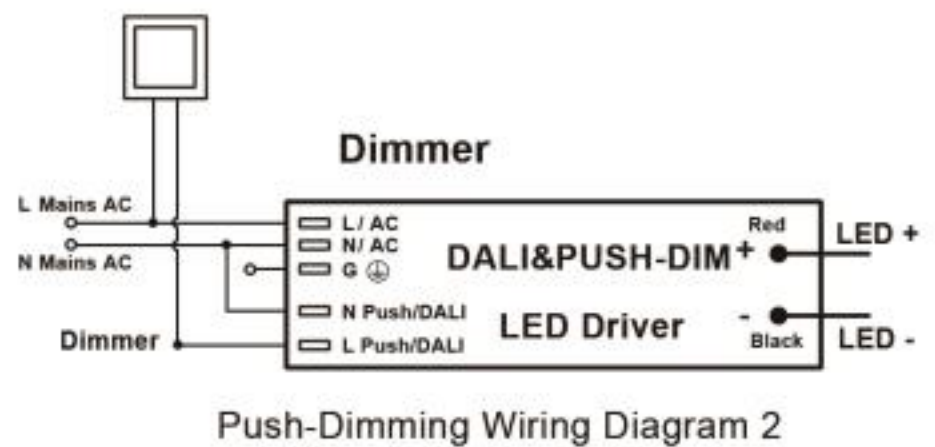 Dimmer
L Mains AC
N Mains AC
Dimmer
L/ AC
N/ AC
G
N Push/DALI
L Push/DALI
DALI&PUSH-DIM
LED Driver
Red
+
-
Black
LED +
LED -
Push-Dimming Wiring Diagram 2